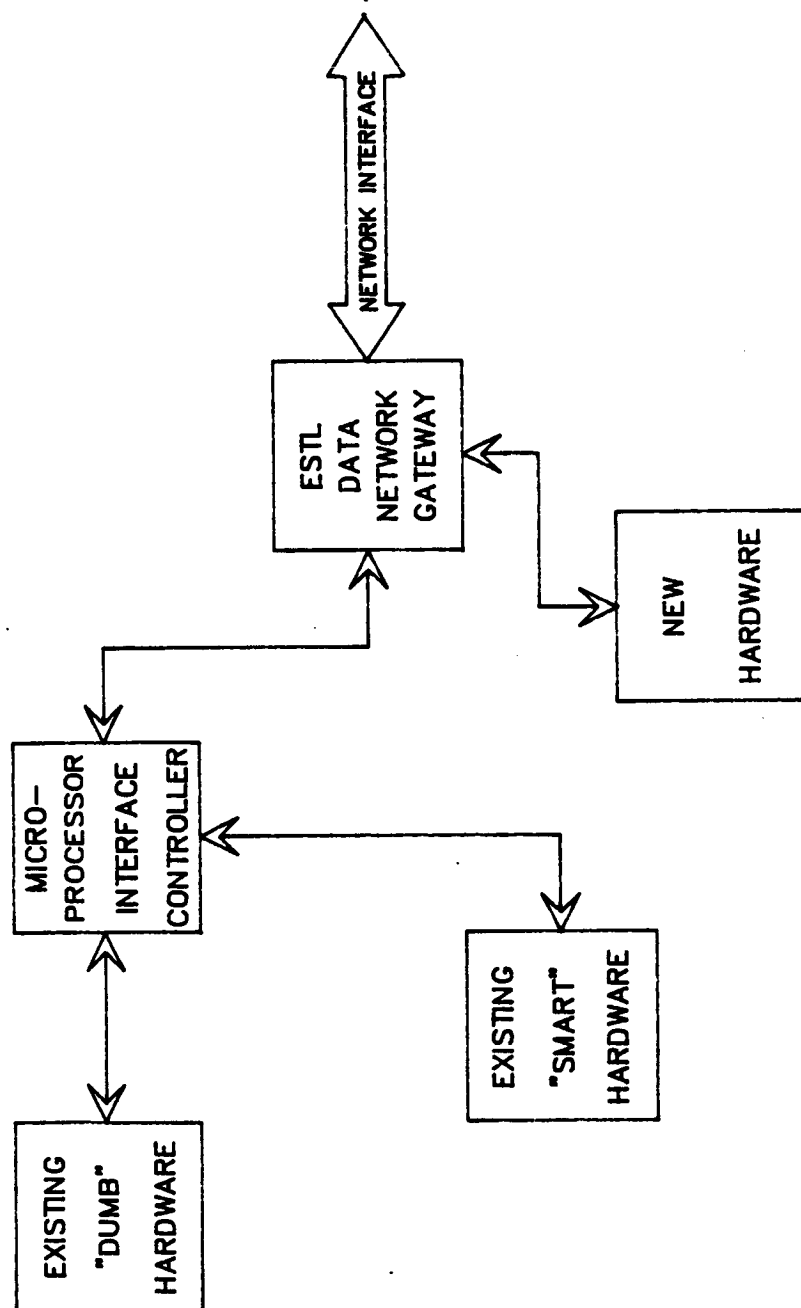 EXISTING
"DUMB"
HARDWARE
MICRO–
PROCESSOR
INTERFACE
CONTROLLER
EXISTING
"SMART"
HARDWARE
ESTL
DATA
NETWORK
GATEWAY
NEW
HARDWARE
NETWORK INTERFACE